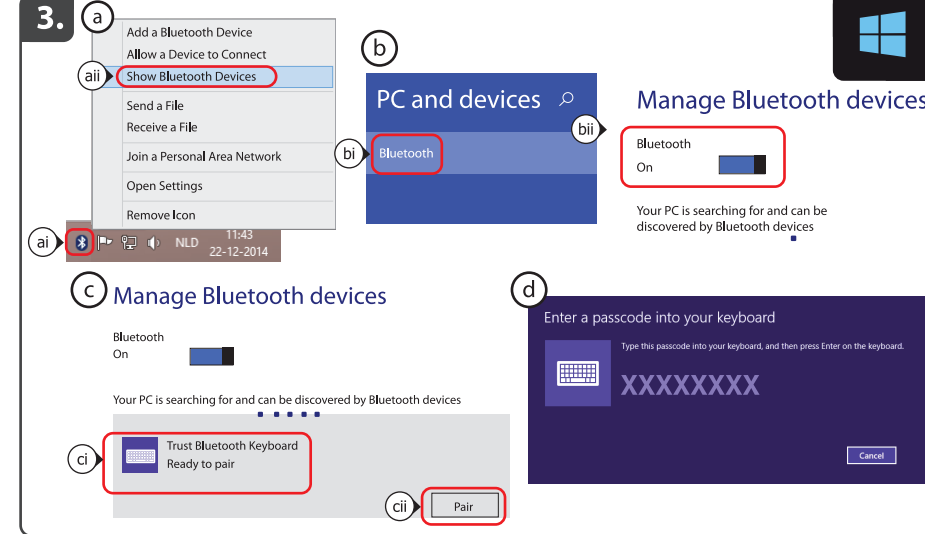 3.
a
Add a Bluetooth Device
Allow a Device to Connect
aii
Show Bluetooth Devices
Send a File
Receive a File
Join a Personal Area Network
Open Settings
Remove Icon
ai
NLD
11:43
22-12-2014
b
PC and devices
bi
Bluetooth
Manage Bluetooth devices
bii
Bluetooth
On
Your PC is searching for and can be
discovered by Bluetooth devices
c
Manage Bluetooth devices
Bluetooth
On
Your PC is searching for and can be discovered by Bluetooth devices
ci
Trust Bluetooth Keyboard
Ready to pair
cii
Pair
d
Enter a passcode into your keyboard
Type this passcode into your keyboard, and then press Enter on the keyboard.
XXXXXXXX
Cancel